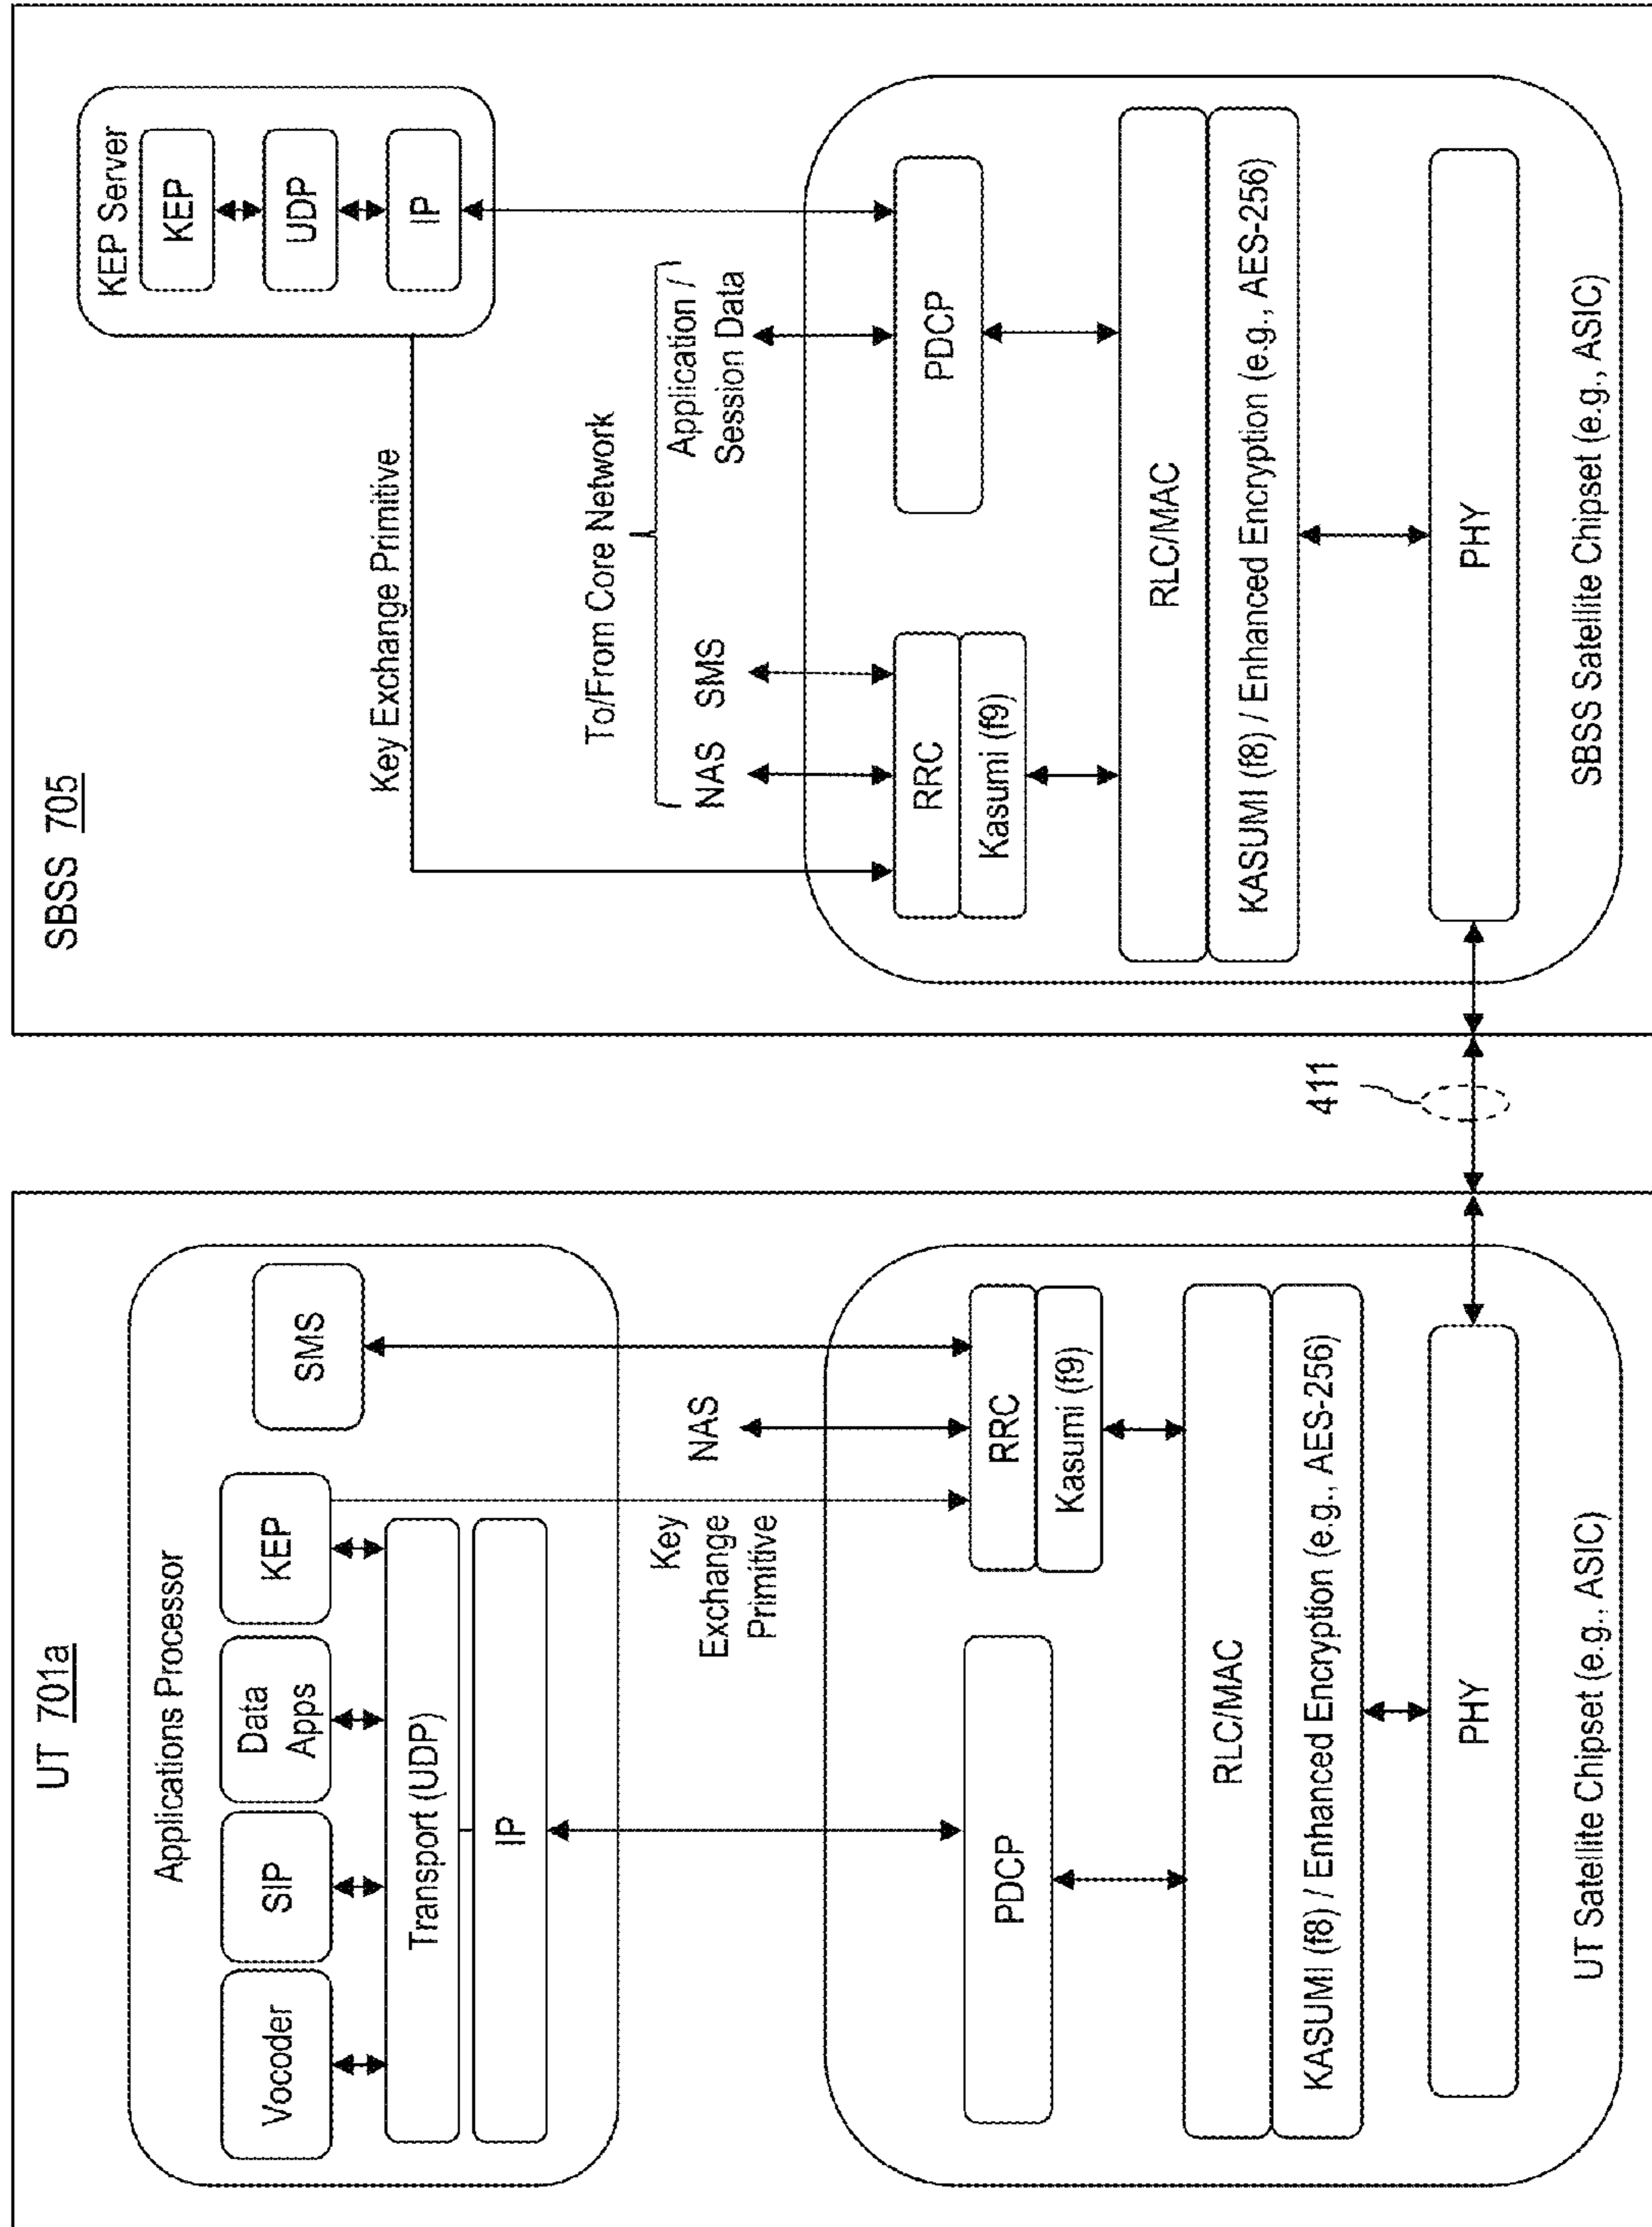 UT 701a
Applications Processor
Vocoder
SIP
Data
Apps
KEP
SMS
Transport (UDP)
IP
Key
Exchange
Primitive
NAS
PDCP
RRC
Kasumi (f9)
RLC/MAC
KASUMI (f8) / Enhanced Encryption (e.g., AES-256)
PHY
UT Satellite Chipset (e.g., ASIC)
411
SBSS 705
KEP Server
KEP
UDP
IP
Key Exchange Primitive
To/From Core Network
NAS
SMS
Application /
Session Data
RRC
Kasumi (f9)
PDCP
RLC/MAC
KASUMI (f8) / Enhanced Encryption (e.g., AES-256)
PHY
SBSS Satellite Chipset (e.g., ASIC)